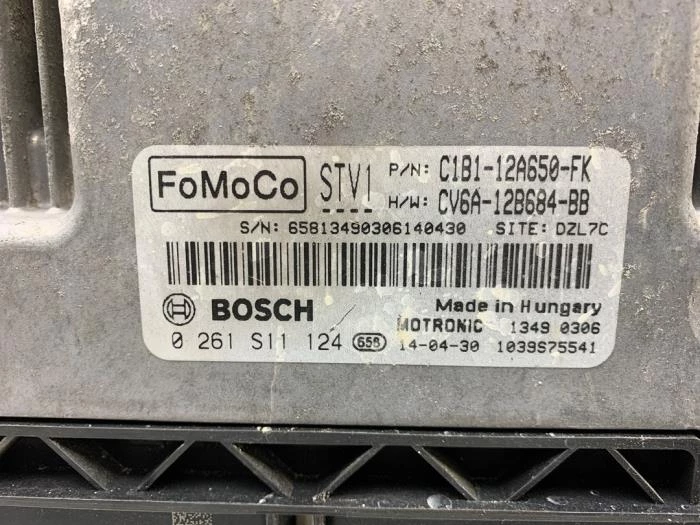 FoMoCo STV1 P/N: C1B1-12A650-FK
H/W: CV6A-12B684-BB
S/N: 65813490306140430 SITE: DZL7C
BOSCH Made in Hungary
MOTRONIC 1349 0306
0 261 S11 124 658 14-04-30 1039S75541